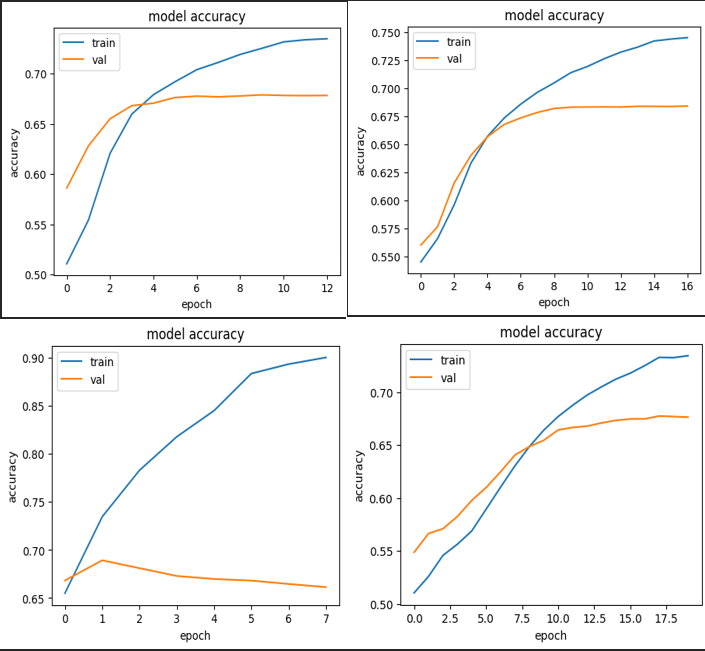 model accuracy
train
val
accuracy
0.70
0.65
0.60
0.55
0.50
0 2 4 6 8 10 12
epoch
model accuracy
train
val
accuracy
0.750
0.725
0.700
0.675
0.650
0.625
0.600
0.575
0.550
0 2 4 6 8 10 12 14 16
epoch
model accuracy
train
val
accuracy
0.90
0.85
0.80
0.75
0.70
0.65
0 1 2 3 4 5 6 7
epoch
model accuracy
train
val
accuracy
0.70
0.65
0.60
0.55
0.50
0.0 2.5 5.0 7.5 10.0 12.5 15.0 17.5
epoch